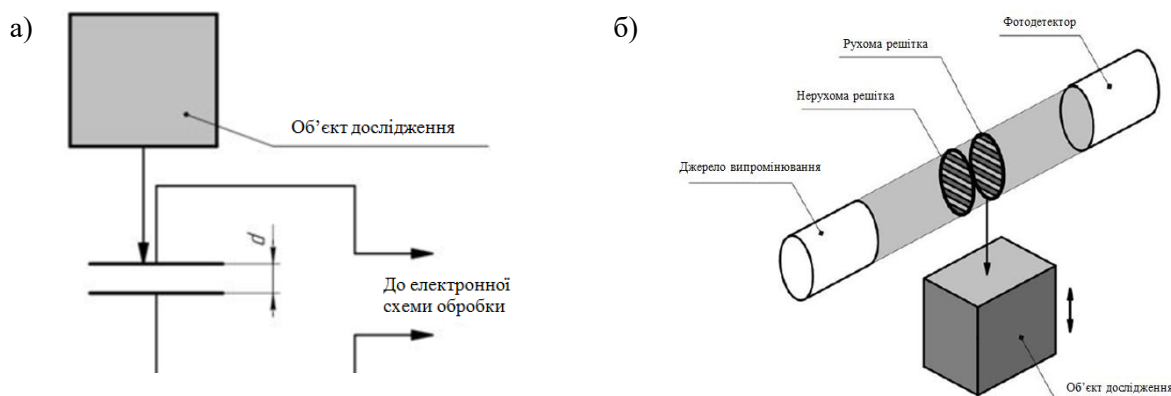 а)
Об’єкт дослідження
d
До електронної
схеми обробки
б)
Фотодетектор
Рухома решітка
Нерухома решітка
Джерело випромінювання
Об’єкт дослідження